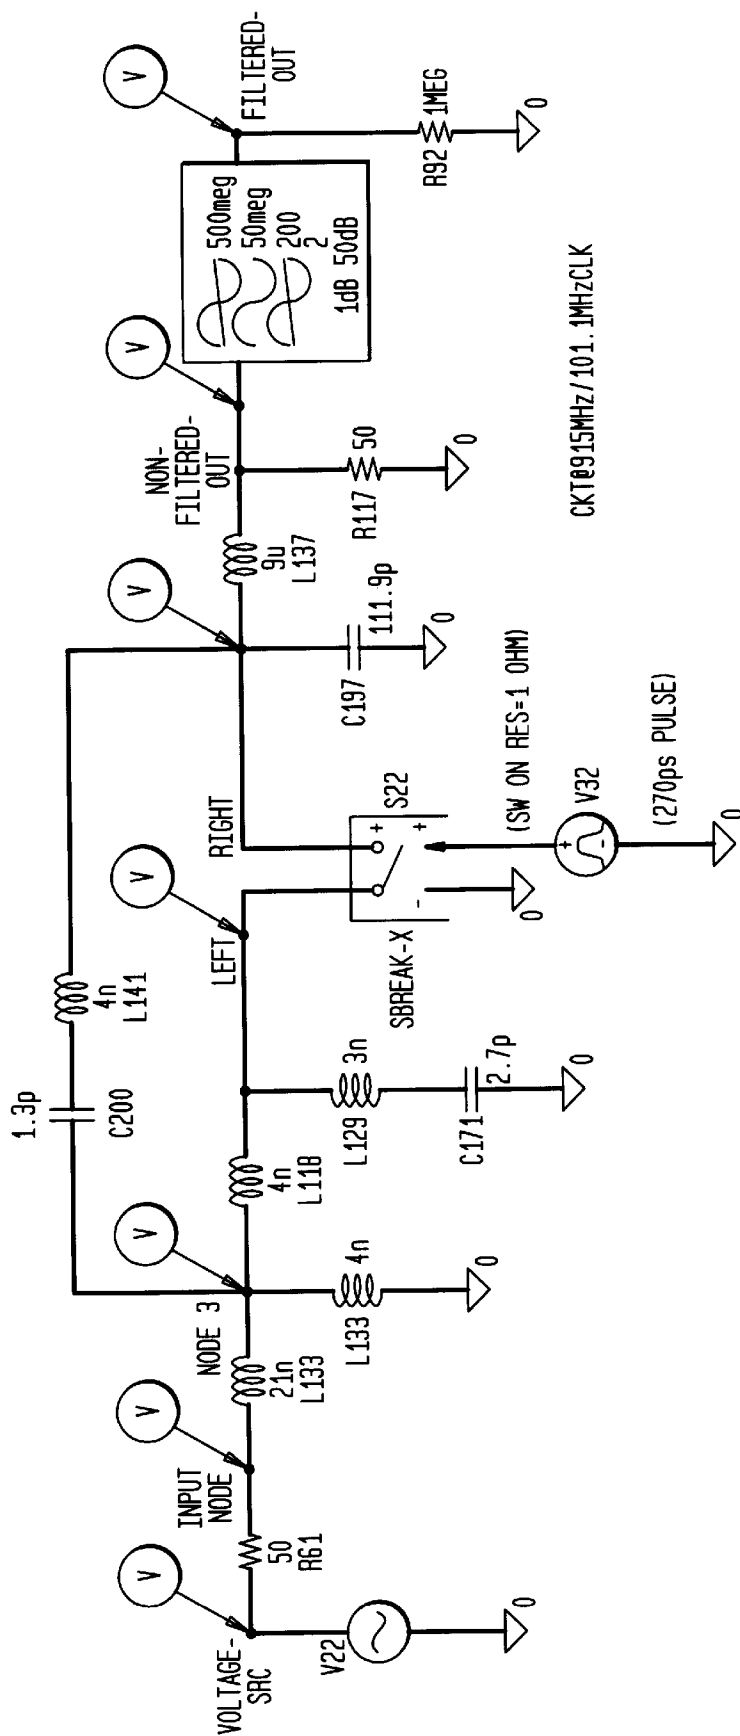 V
VOLTAGE-
SRC
V22
0
50
R61
V
INPUT
NODE
21n
L133
V
NODE 3
4n
L133
0
1.3p
C200
4n
L141
4n
L118
3n
L129
2.7p
C171
0
V
LEFT
RIGHT
SBREAK-X
S22
+
+
-
0
(SW ON RES=1 OHM)
+
-
V32
(270ps PULSE)
0
V
111.9p
C197
0
9u
L137
NON-
FILTERED-
OUT
V
50
R117
0
500meg
50meg
200
2
1dB 50dB
V
FILTERED-
OUT
1MEG
R92
0
CKT@915MHz/101.1MHzCLK